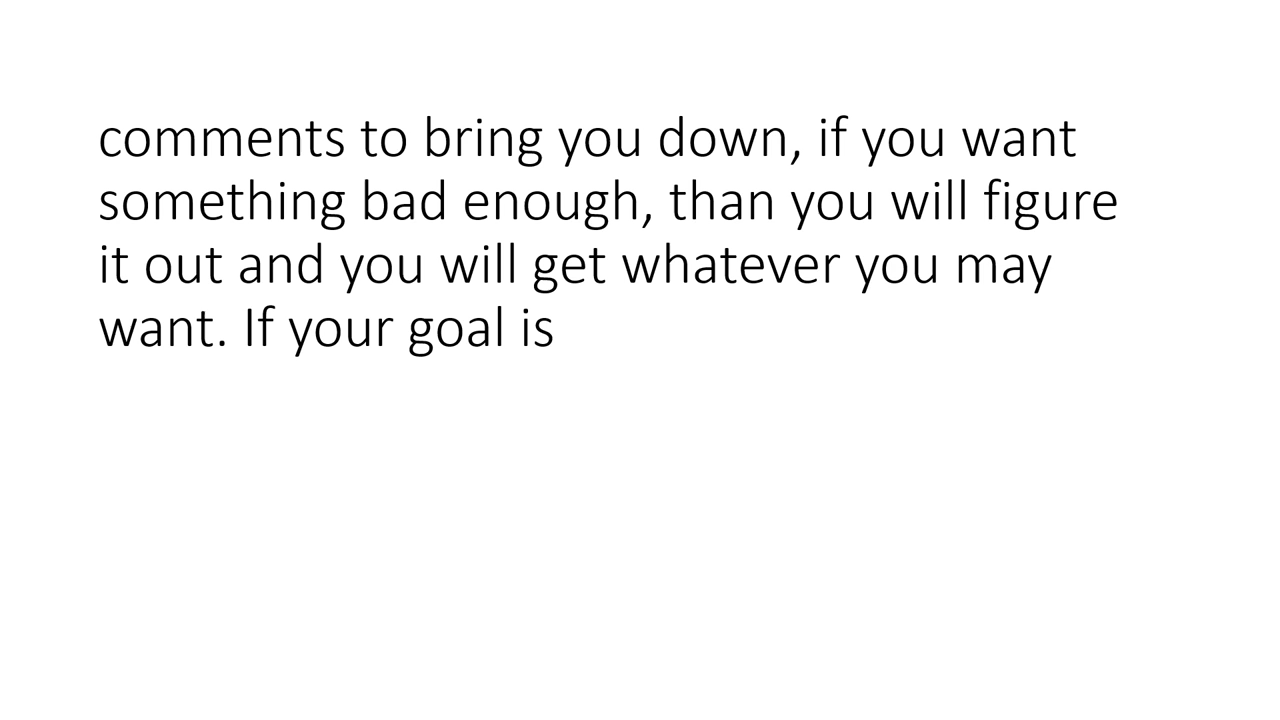 comments to bring you down, if you want
something bad enough, than you will figure
it out and you will get whatever you may
want. If your goal is